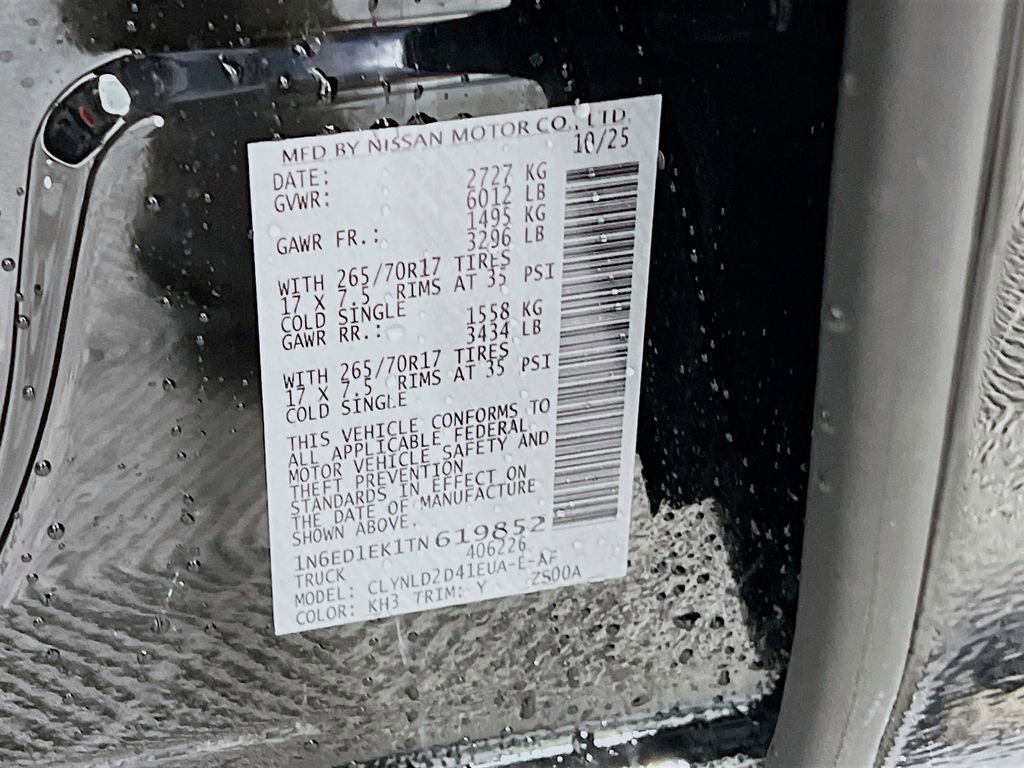 MFD BY NISSAN MOTOR CO., LTD.
DATE: 10/25
GVWR: 2727 KG
6012 LB
GAWR FR.: 1495 KG
3296 LB
WITH 265/70R17 TIRES
17 X 7.5 RIMS AT 35 PSI
COLD SINGLE
GAWR RR.: 1558 KG
3434 LB
WITH 265/70R17 TIRES
17 X 7.5 RIMS AT 35 PSI
COLD SINGLE
THIS VEHICLE CONFORMS TO
ALL APPLICABLE FEDERAL
MOTOR VEHICLE SAFETY AND
THEFT PREVENTION
STANDARDS IN EFFECT ON
THE DATE OF MANUFACTURE
SHOWN ABOVE.
1N6ED1EK1TN619852
TRUCK 406226
MODEL: CLYNLD2D41EUA-E-AF
COLOR: KH3 TRIM: Y ZS00A